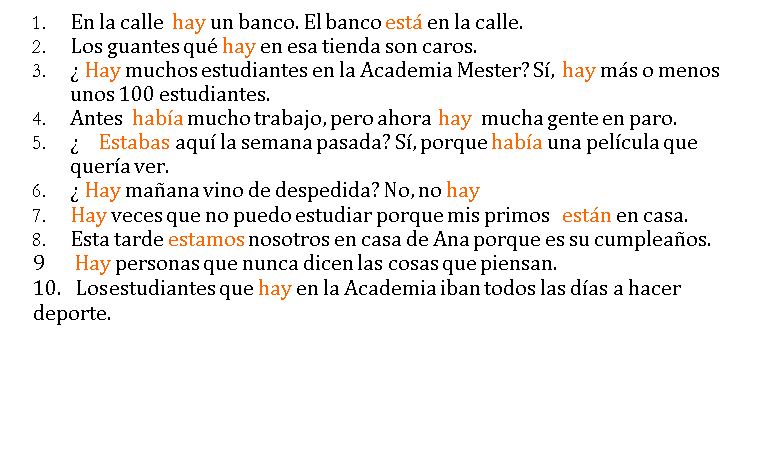 1. En la calle hay un banco. El banco está en la calle.
2. Los guantes qué hay en esa tienda son caros.
3. ¿ Hay muchos estudiantes en la Academia Mester? Sí, hay más o menos
unos 100 estudiantes.
4. Antes había mucho trabajo, pero ahora hay mucha gente en paro.
5. ¿ Estabas aquí la semana pasada? Sí, porque había una película que
quería ver.
6. ¿ Hay mañana vino de despedida? No, no hay
7. Hay veces que no puedo estudiar porque mis primos están en casa.
8. Esta tarde estamos nosotros en casa de Ana porque es su cumpleaños.
9 Hay personas que nunca dicen las cosas que piensan.
10. Losestudiantes que hay en la Academia iban todos las días a hacer
deporte.